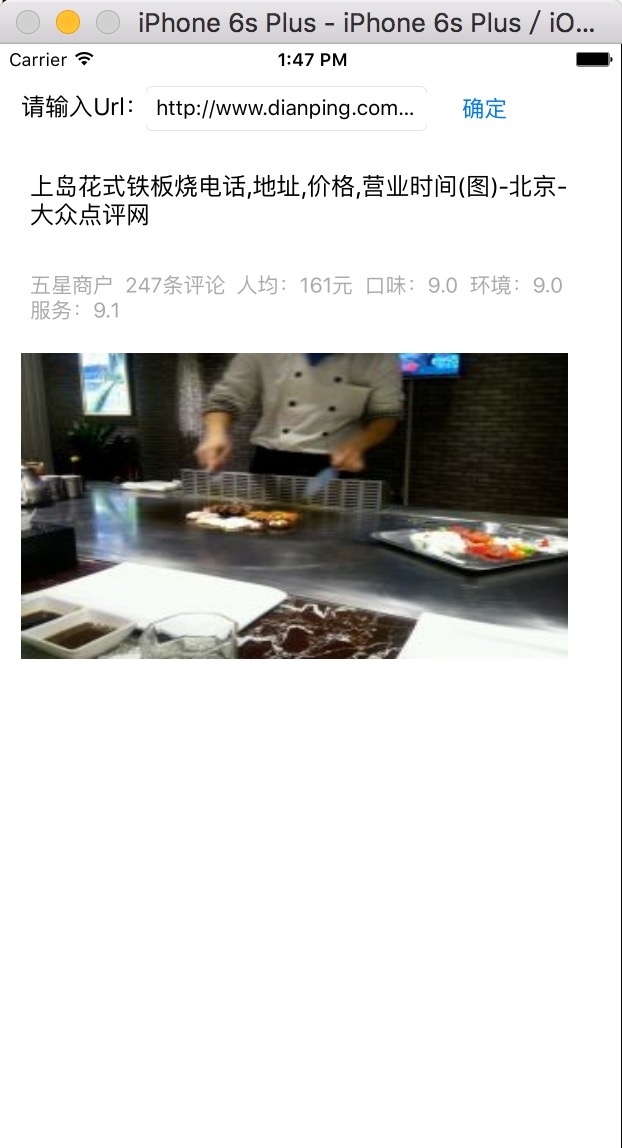 iPhone 6s Plus - iPhone 6s Plus / iO...
Carrier 1:47 PM
请输入Url： http://www.dianping.com... 确定
上岛花式铁板烧电话,地址,价格,营业时间(图)-北京-
大众点评网
五星商户 247条评论 人均：161元 口味：9.0 环境：9.0
服务：9.1